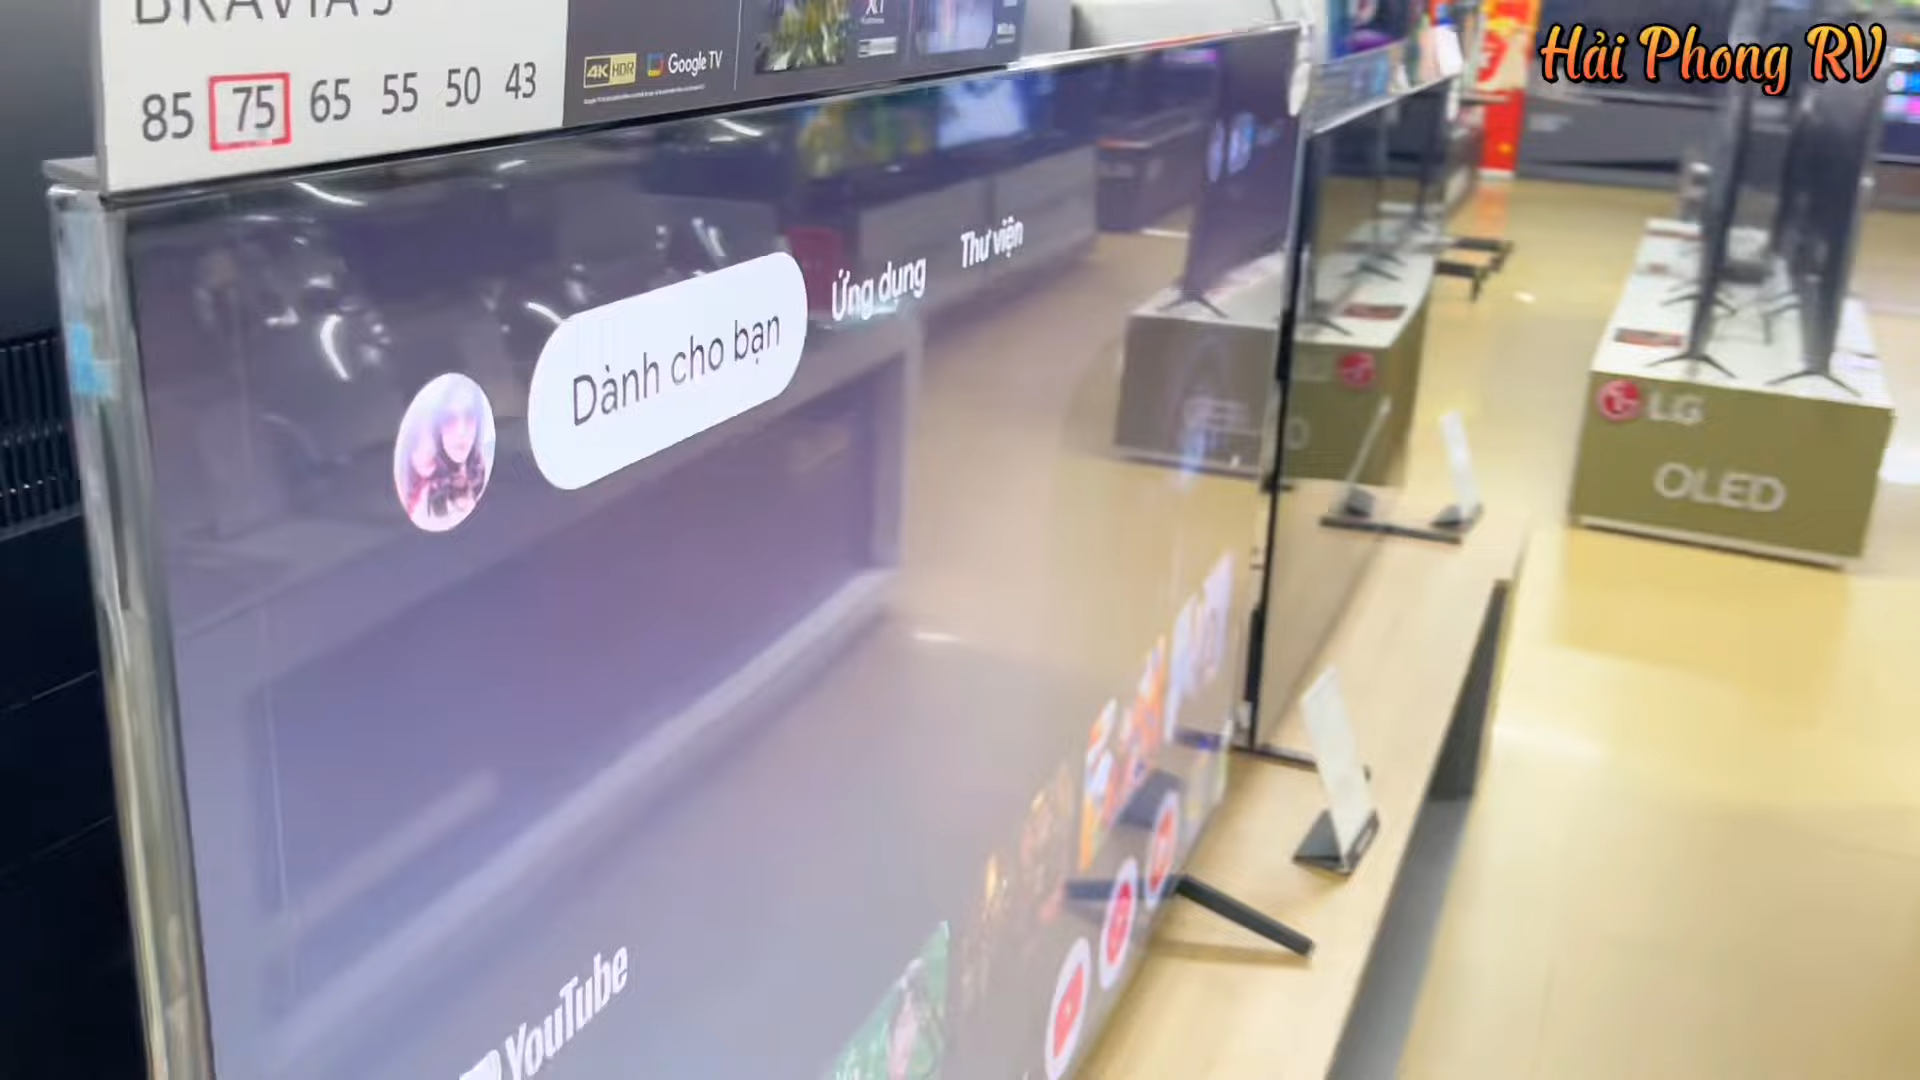 BRAVIA 3
85 75 65 55 50 43
4K HDR Google TV
X1
Hải Phong RV
Dành cho bạn
Ứng dụng
Thư viện
LG
OLED
YouTube